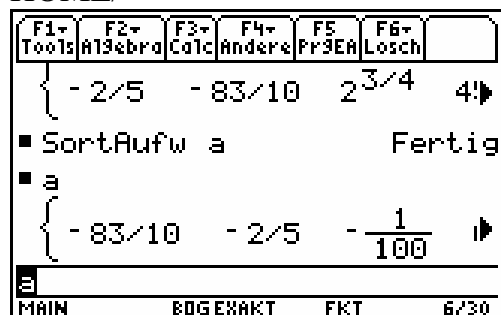 F1▾ F2▾ F3▾ F4▾ F5 F6▾
Tools Algebra Calc Andere PrgEA Losch
{ -2/5 -83/10 2^3/4 4!▶
▪ SortAufw a Fertig
▪ a
{ -83/10 -2/5 -1/100 ▶
a
MAIN BOG EXAKT FKT 6/30